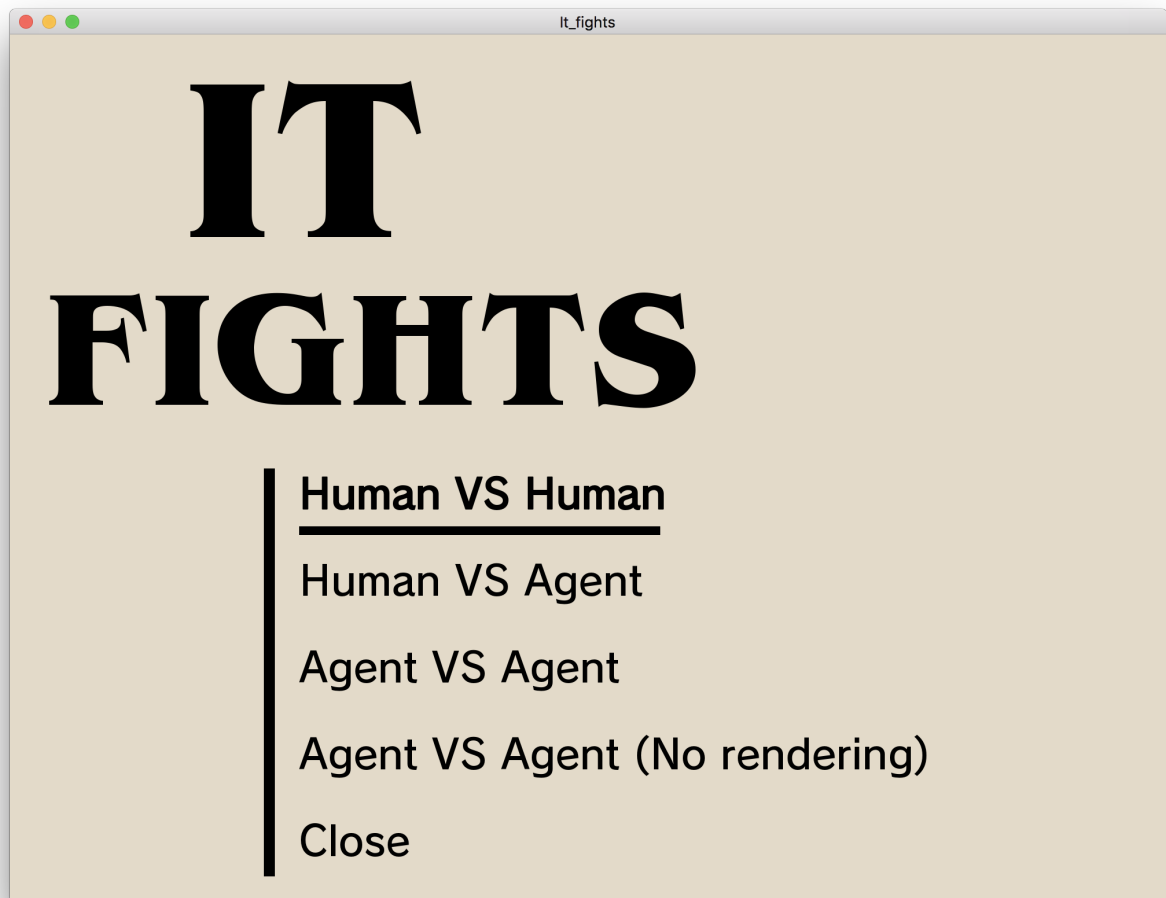 It_fights
IT
FIGHTS
Human VS Human
Human VS Agent
Agent VS Agent
Agent VS Agent (No rendering)
Close